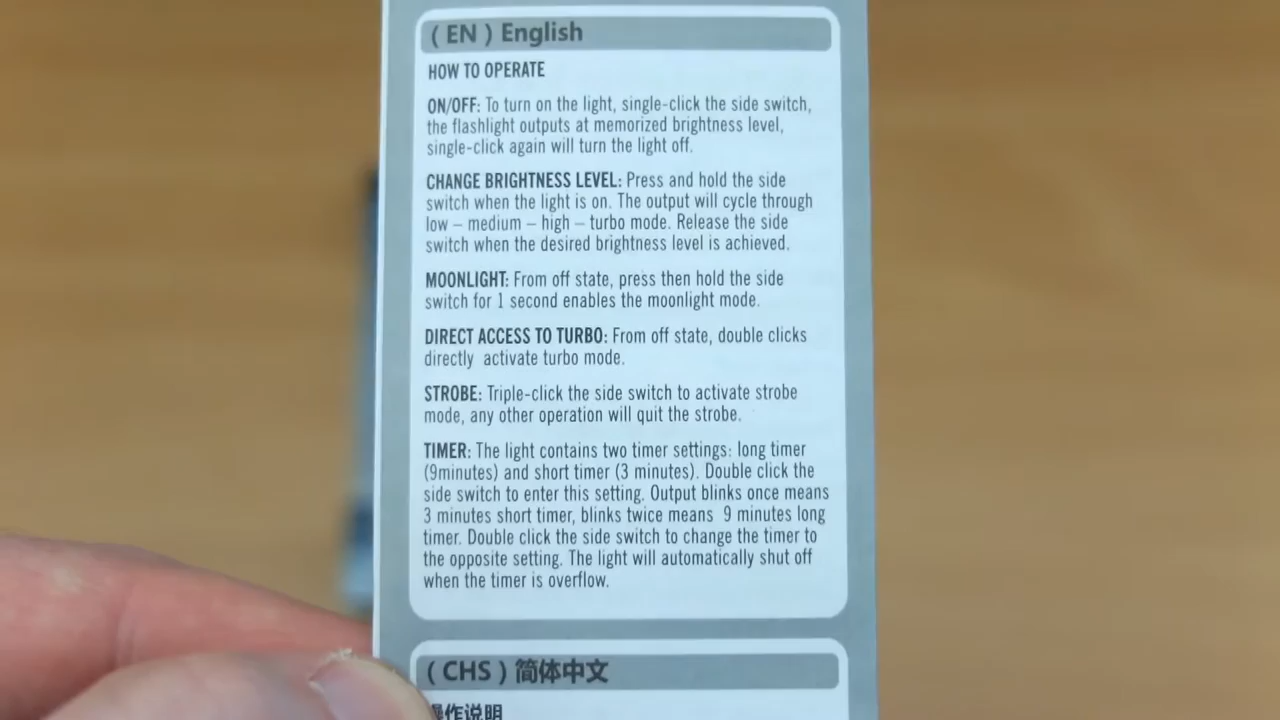 ( EN ) English
HOW TO OPERATE
ON/OFF: To turn on the light, single-click the side switch,
the flashlight outputs at memorized brightness level,
single-click again will turn the light off.
CHANGE BRIGHTNESS LEVEL: Press and hold the side
switch when the light is on. The output will cycle through
low – medium – high – turbo mode. Release the side
switch when the desired brightness level is achieved.
MOONLIGHT: From off state, press then hold the side
switch for 1 second enables the moonlight mode.
DIRECT ACCESS TO TURBO: From off state, double clicks
directly activate turbo mode.
STROBE: Triple-click the side switch to activate strobe
mode, any other operation will quit the strobe.
TIMER: The light contains two timer settings: long timer
(9minutes) and short timer (3 minutes). Double click the
side switch to enter this setting. Output blinks once means
3 minutes short timer, blinks twice means 9 minutes long
timer. Double click the side switch to change the timer to
the opposite setting. The light will automatically shut off
when the timer is overflow.
( CHS ) 简体中文
操作说明